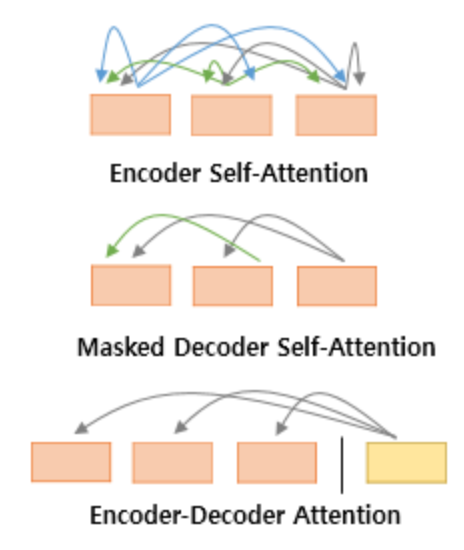 Encoder Self-Attention
Masked Decoder Self-Attention
Encoder-Decoder Attention